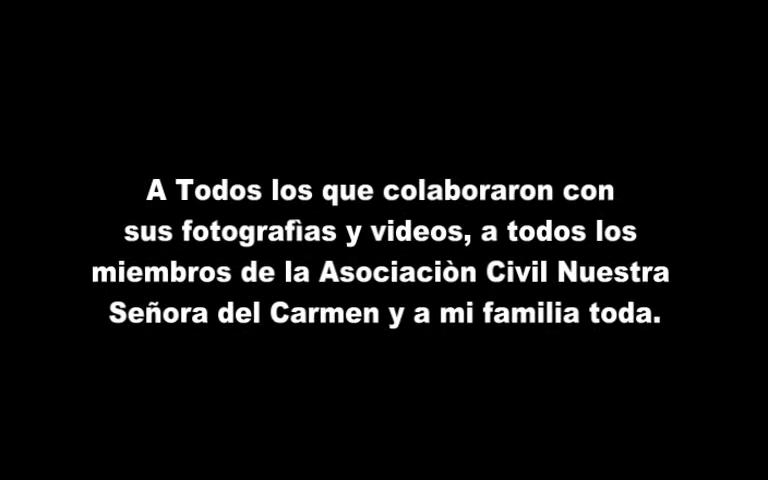 A Todos los que colaboraron con
sus fotografìas y videos, a todos los
miembros de la Asociaciòn Civil Nuestra
Señora del Carmen y a mi familia toda.